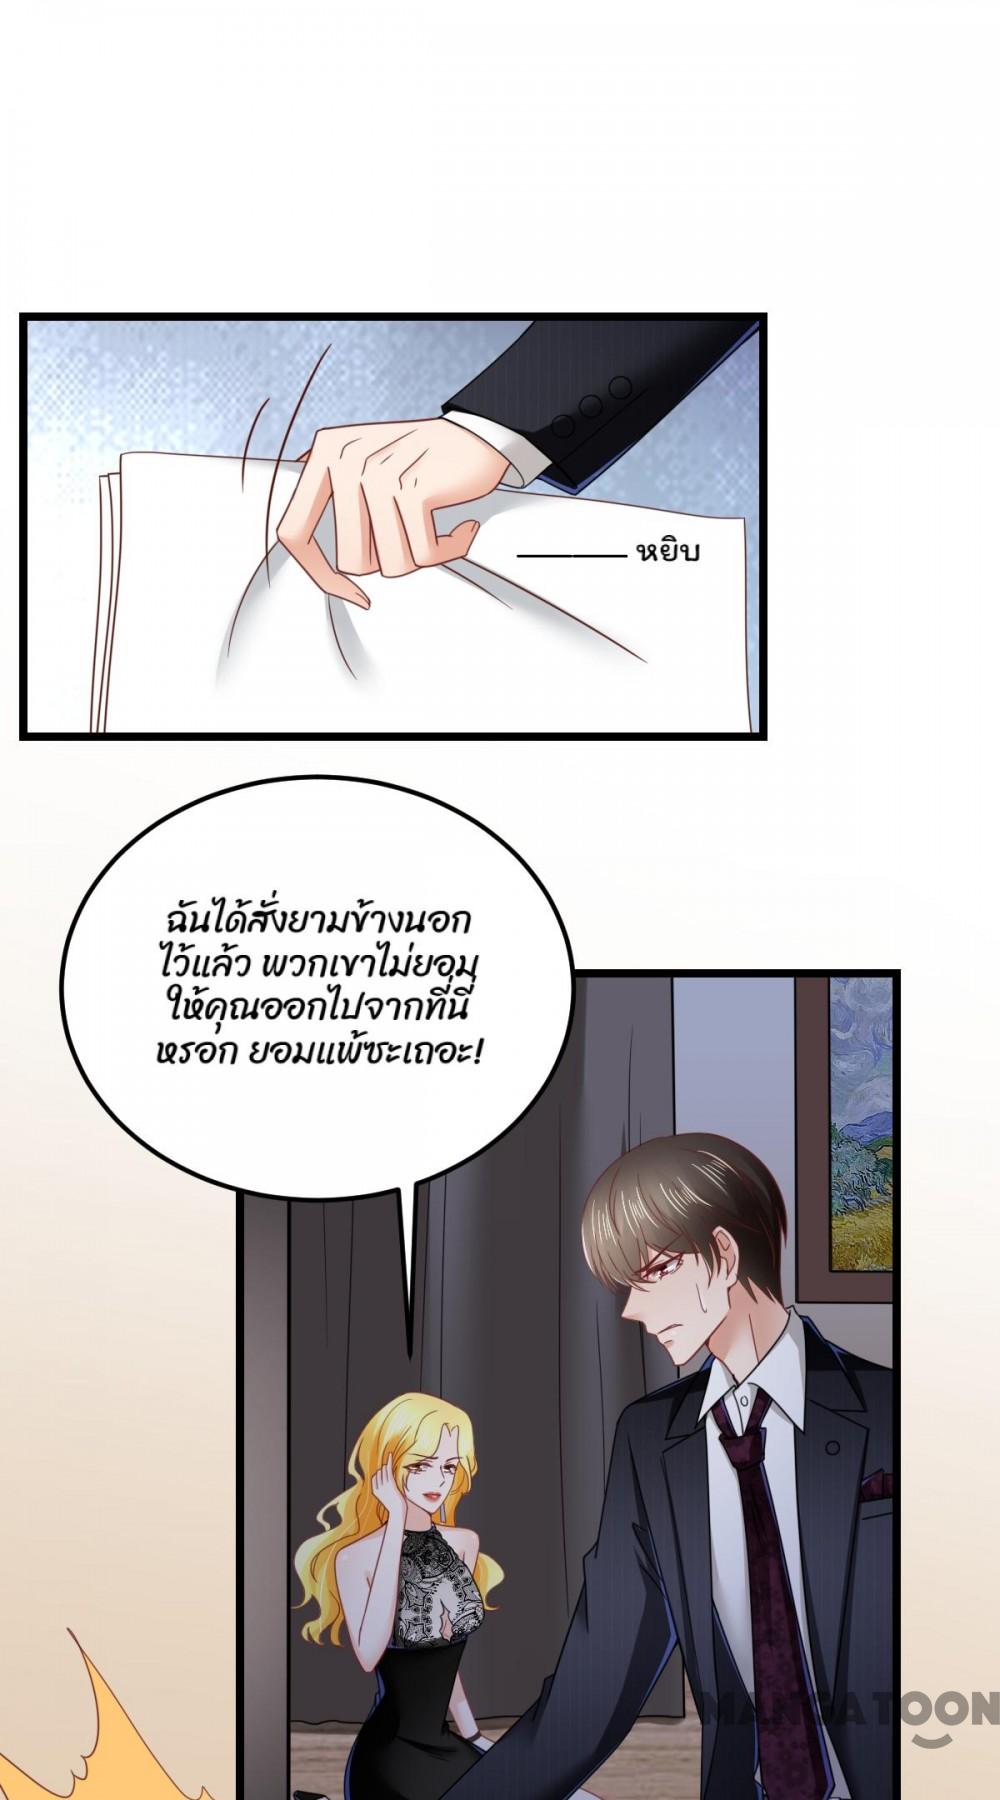 หยิบ
ฉันได้สั่งยามข้างนอก
ไว้แล้ว พวกเขาไม่ยอม
ให้คุณออกไปจากที่นี่
หรอก ยอมแพ้ซะเถอะ!
MANGATOON